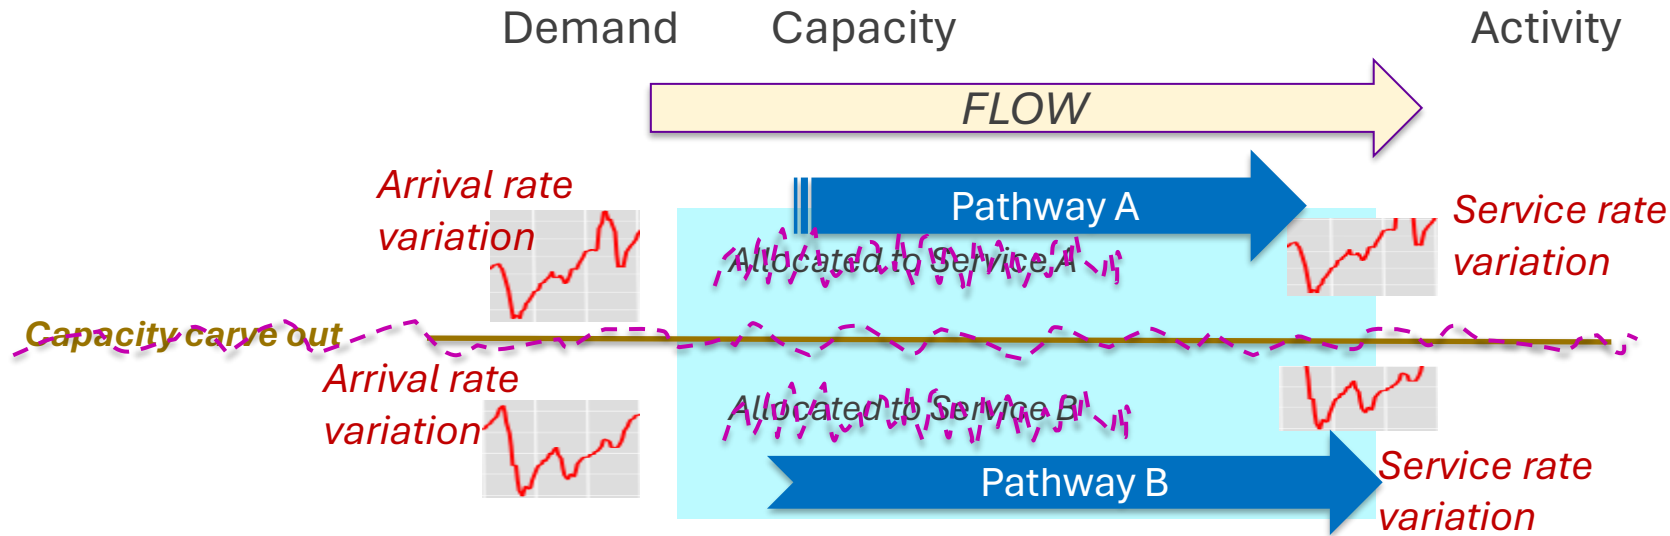 Demand
Capacity
Activity
FLOW
Arrival rate
variation
Pathway A
Service rate
variation
Allocated to Service A
Capacity carve out
Arrival rate
variation
Allocated to Service B
Pathway B
Service rate
variation